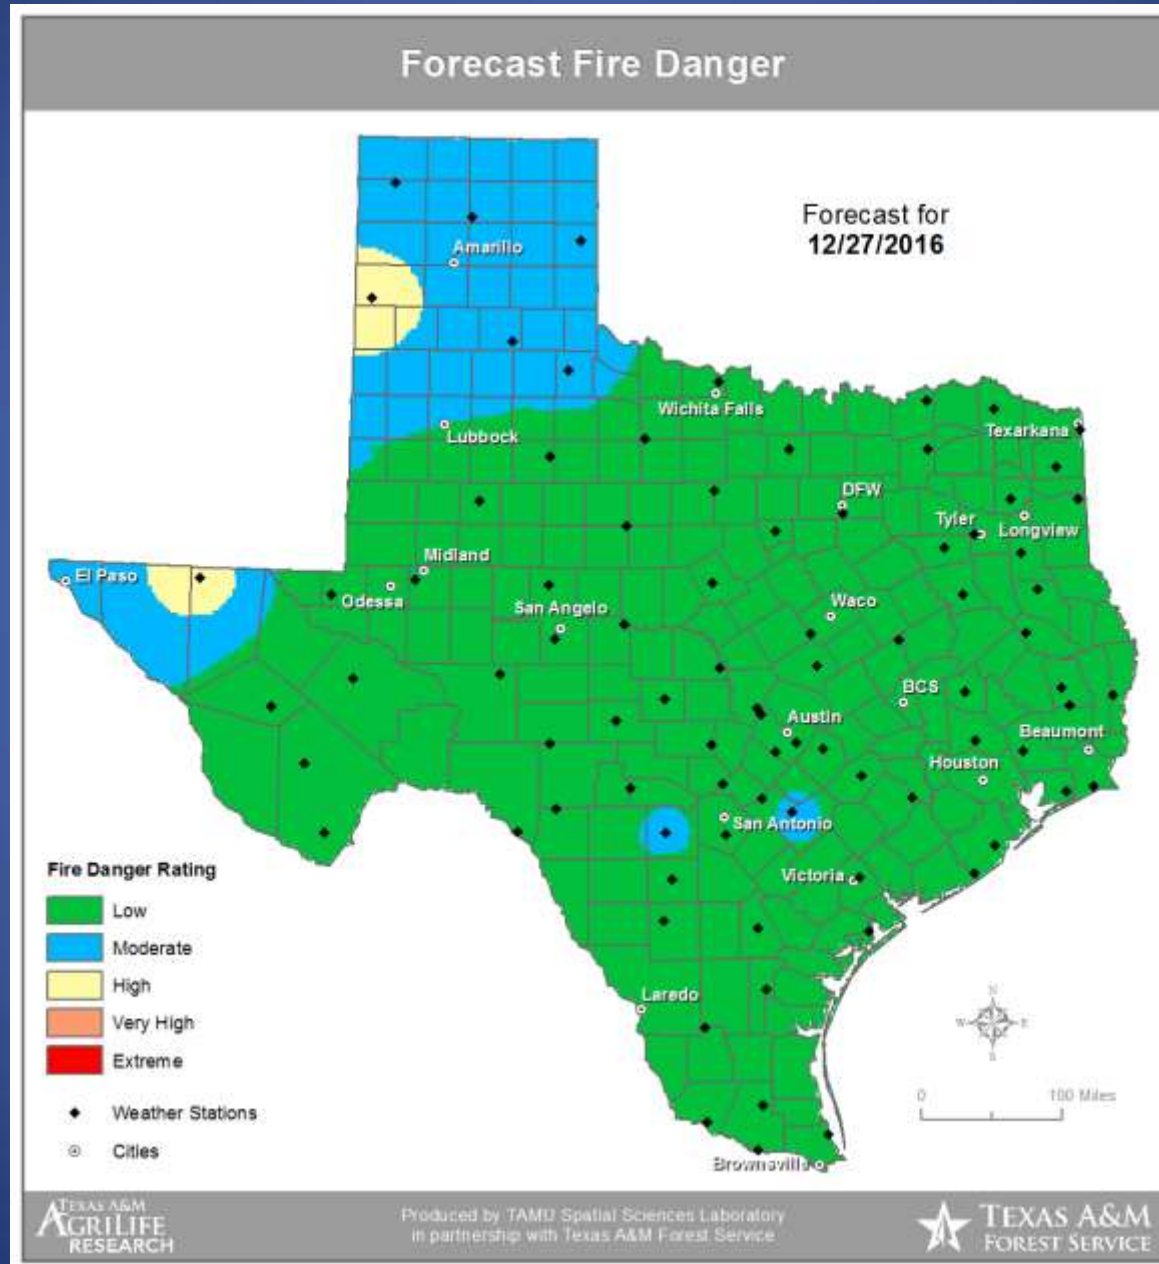 Forecast Fire Danger
Forecast for
12/27/2016
Amarillo
Lubbock
Wichita Falls
Texarkana
DFW
Tyler
Longview
El Paso
Midland
Odessa
San Angelo
Waco
BCS
Austin
Beaumont
Houston
San Antonio
Victoria
Laredo
Brownsville
Fire Danger Rating
Low
Moderate
High
Very High
Extreme
Weather Stations
Cities
N
W
E
S
0
100 Miles
TEXAS A&M
AGRILIFE
RESEARCH
Produced by TAMU Spatial Sciences Laboratory
in partnership with Texas A&M Forest Service
TEXAS A&M
FOREST SERVICE